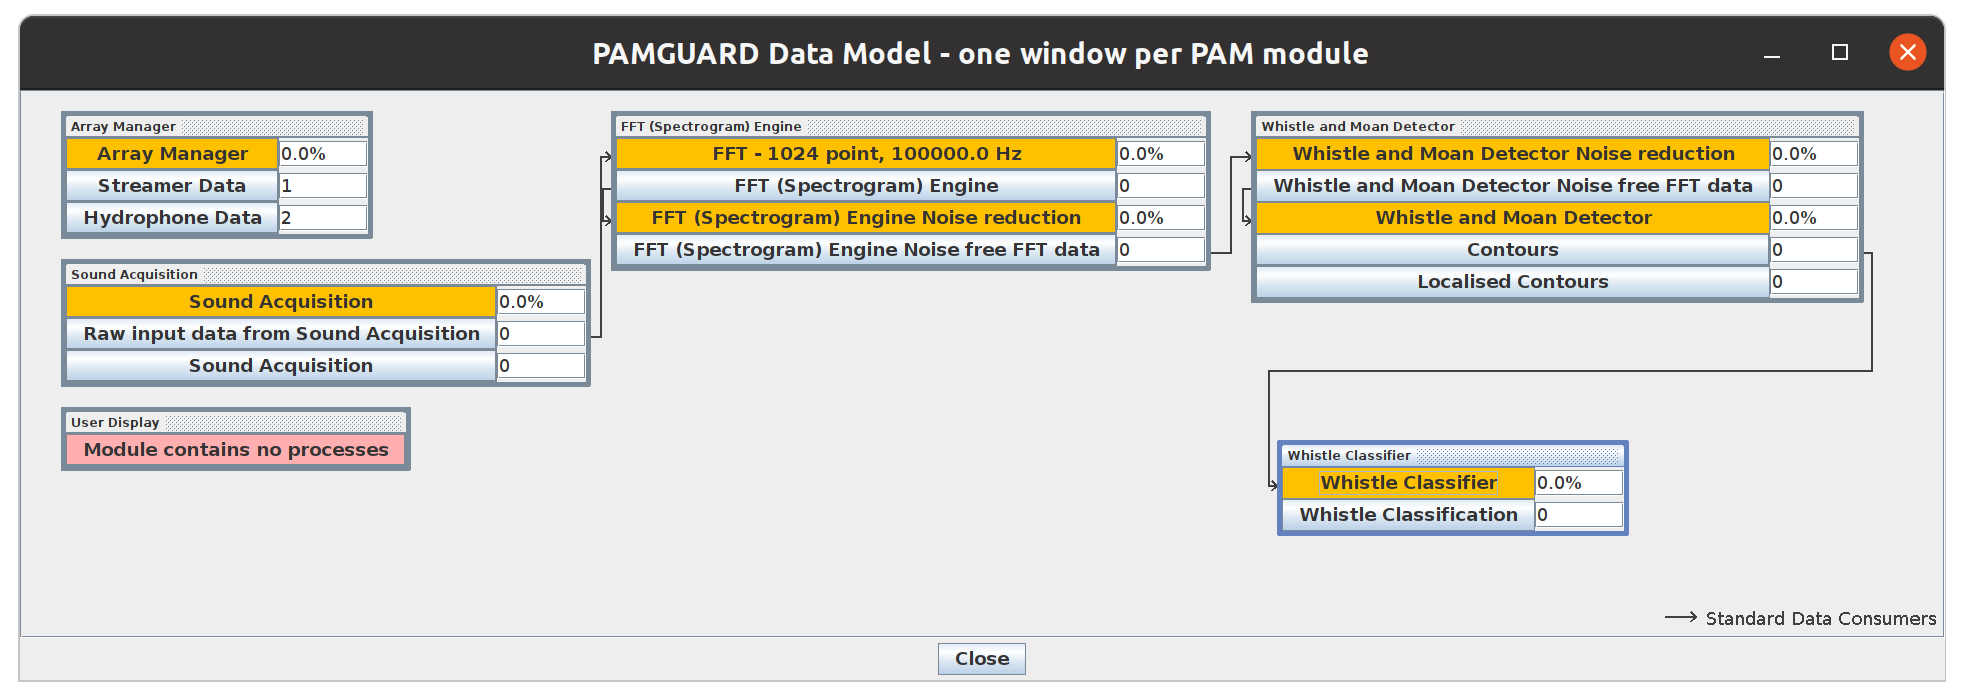 PAMGUARD Data Model - one window per PAM module
Array Manager
Array Manager 0.0%
Streamer Data 1
Hydrophone Data 2
Sound Acquisition
Sound Acquisition 0.0%
Raw input data from Sound Acquisition 0
Sound Acquisition 0
User Display
Module contains no processes
FFT (Spectrogram) Engine
FFT - 1024 point, 100000.0 Hz 0.0%
FFT (Spectrogram) Engine 0
FFT (Spectrogram) Engine Noise reduction 0.0%
FFT (Spectrogram) Engine Noise free FFT data 0
Whistle and Moan Detector
Whistle and Moan Detector Noise reduction 0.0%
Whistle and Moan Detector Noise free FFT data 0
Whistle and Moan Detector 0.0%
Contours 0
Localised Contours 0
Whistle Classifier
Whistle Classifier 0.0%
Whistle Classification 0
Standard Data Consumers
Close